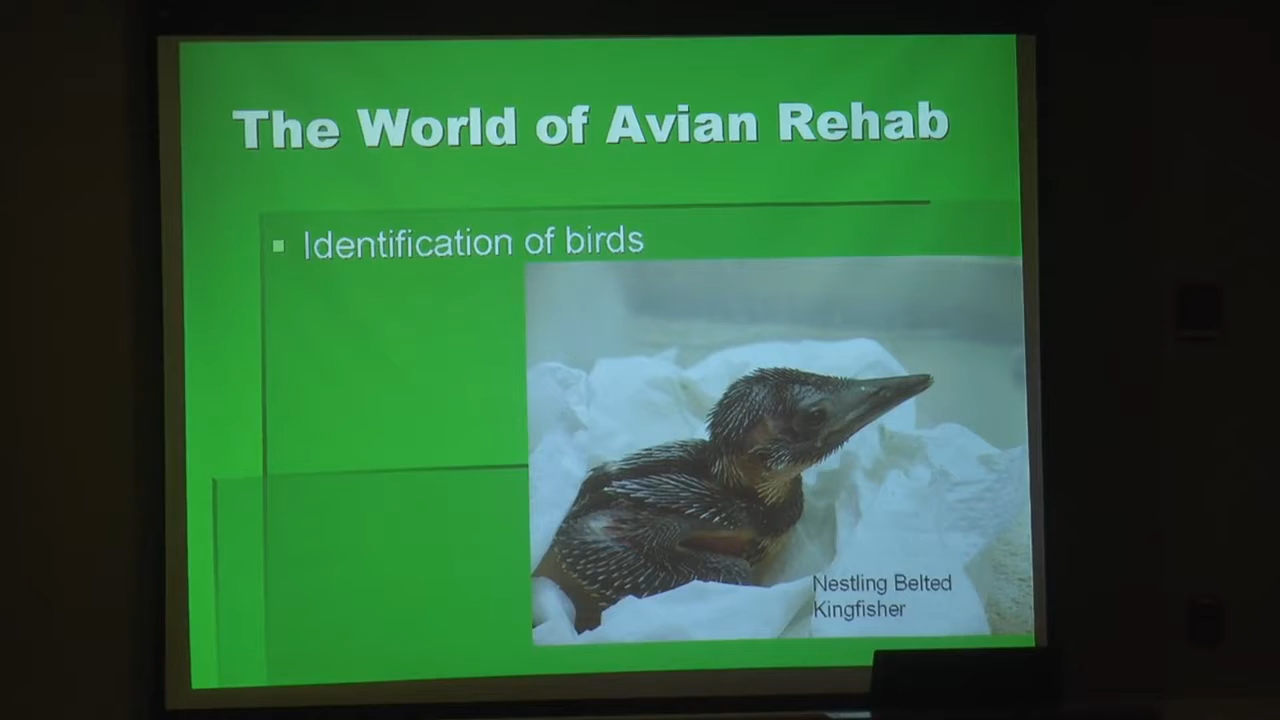 The World of Avian Rehab
Identification of birds
Nestling Belted
Kingfisher